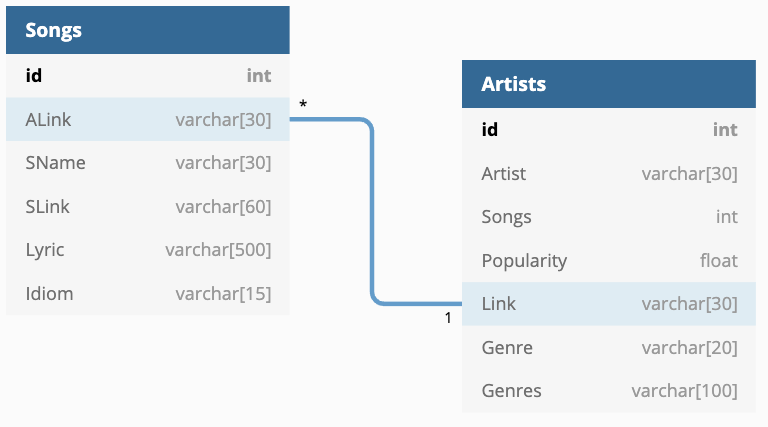 Songs
id int
ALink varchar[30]
SName varchar[30]
SLink varchar[60]
Lyric varchar[500]
Idiom varchar[15]
*
1
Artists
id int
Artist varchar[30]
Songs int
Popularity float
Link varchar[30]
Genre varchar[20]
Genres varchar[100]